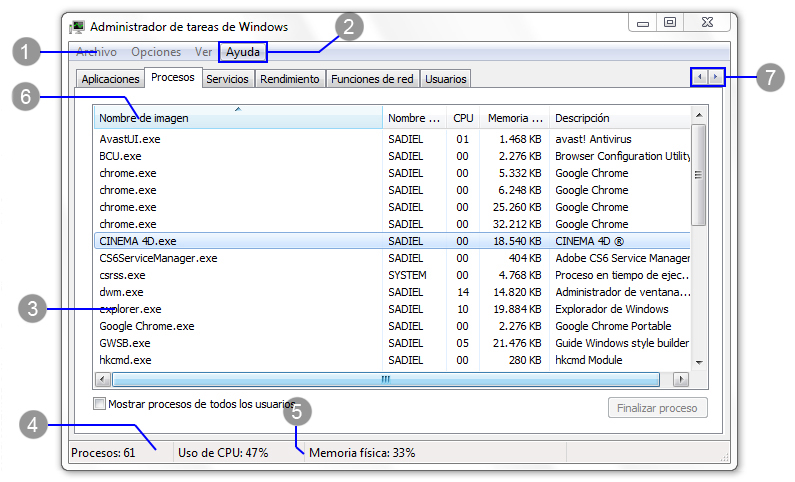 Administrador de tareas de Windows
2
1 Archivo Opciones Ver Ayuda
Aplicaciones Procesos Servicios Rendimiento Funciones de red Usuarios 7
6
Nombre de imagen Nombre ... CPU Memoria ... Descripción
AvastUI.exe SADIEL 01 1.468 KB avast! Antivirus
BCU.exe SADIEL 00 2.276 KB Browser Configuration Utility
chrome.exe SADIEL 00 5.332 KB Google Chrome
chrome.exe SADIEL 00 6.248 KB Google Chrome
chrome.exe SADIEL 00 25.260 KB Google Chrome
chrome.exe SADIEL 00 32.212 KB Google Chrome
CINEMA 4D.exe SADIEL 00 18.540 KB CINEMA 4D ®
CS6ServiceManager.exe SADIEL 00 404 KB Adobe CS6 Service Manager
csrss.exe SYSTEM 00 4.768 KB Proceso en tiempo de ejec...
dwm.exe SADIEL 14 14.820 KB Administrador de ventana...
3 explorer.exe SADIEL 10 19.884 KB Explorador de Windows
Google Chrome.exe SADIEL 00 2.276 KB Google Chrome Portable
GWSB.exe SADIEL 05 21.476 KB Guide Windows style builder
hkcmd.exe SADIEL 00 280 KB hkcmd Module
Mostrar procesos de todos los usuarios Finalizar proceso
4 5
Procesos: 61 Uso de CPU: 47% Memoria física: 33%